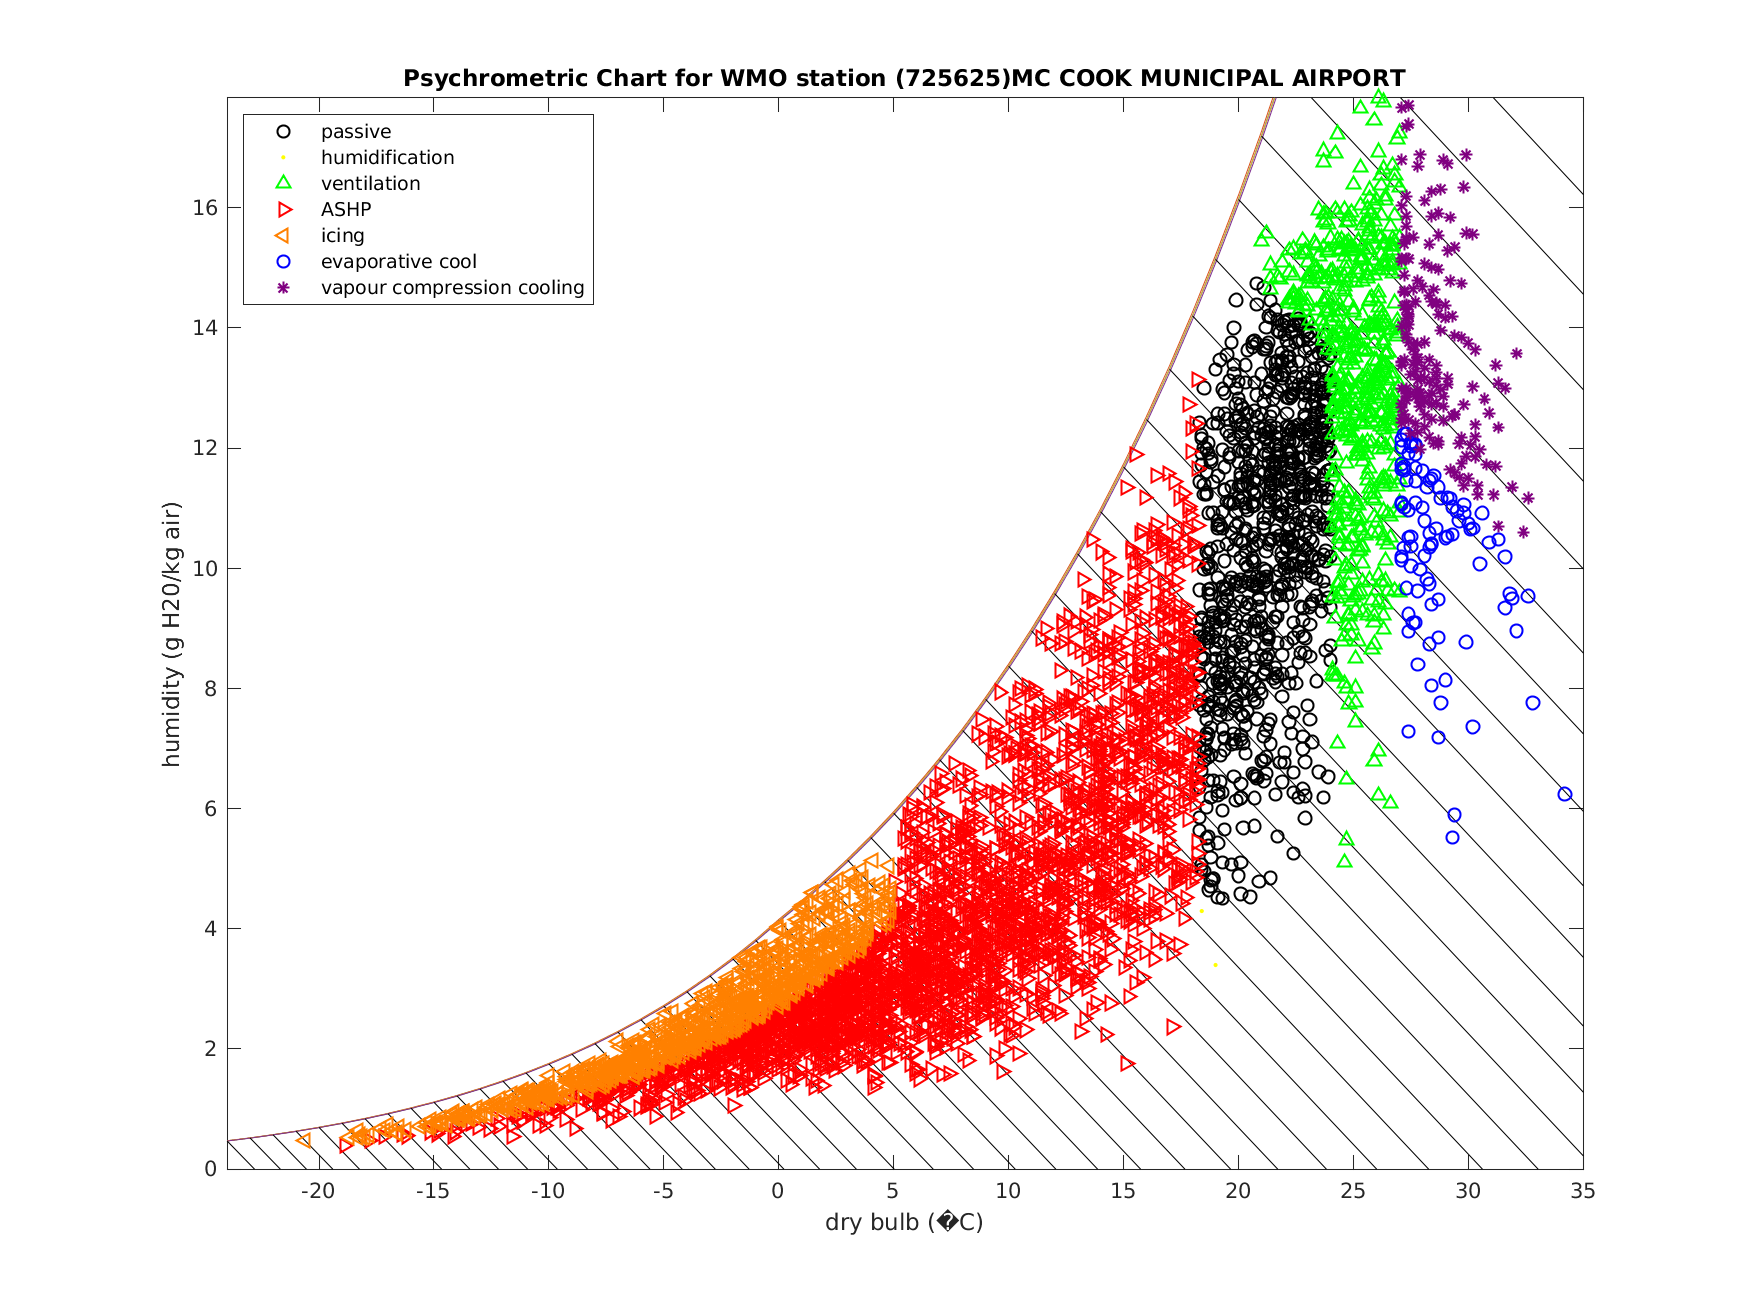 Psychrometric Chart for WMO station (725625)MC COOK MUNICIPAL AIRPORT
passive
humidification
ventilation
ASHP
icing
evaporative cool
vapour compression cooling
humidity (g H20/kg air)
16
14
12
10
8
6
4
2
0
-20 -15 -10 -5 0 5 10 15 20 25 30 35
dry bulb (�C)